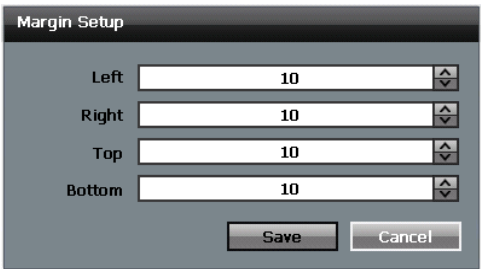 Margin Setup
Left 10
Right 10
Top 10
Bottom 10
Save Cancel